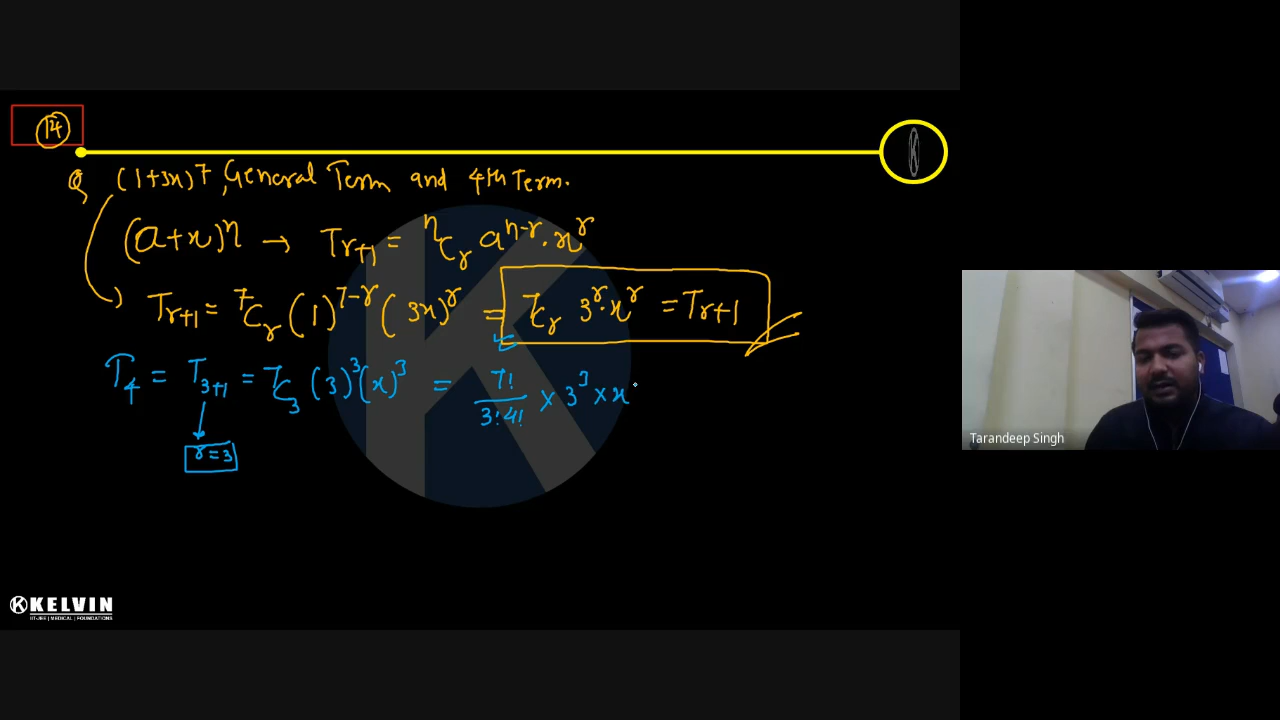 14
Q (1+3x)^7, General Term and 4th Term.
(a+x)^n → T_{r+1} = ^nC_r a^{n-r}.x^r
T_{r+1} = ^7C_r (1)^{7-r} (3x)^r = ^7C_r 3^r.x^r = T_{r+1}
T_4 = T_{3+1} = ^7C_3 (3)^3 (x)^3 = 7!/3!4! × 3^3 × x
r=3
Tarandeep Singh
KELVIN
IIT-JEE | MEDICAL | FOUNDATIONS